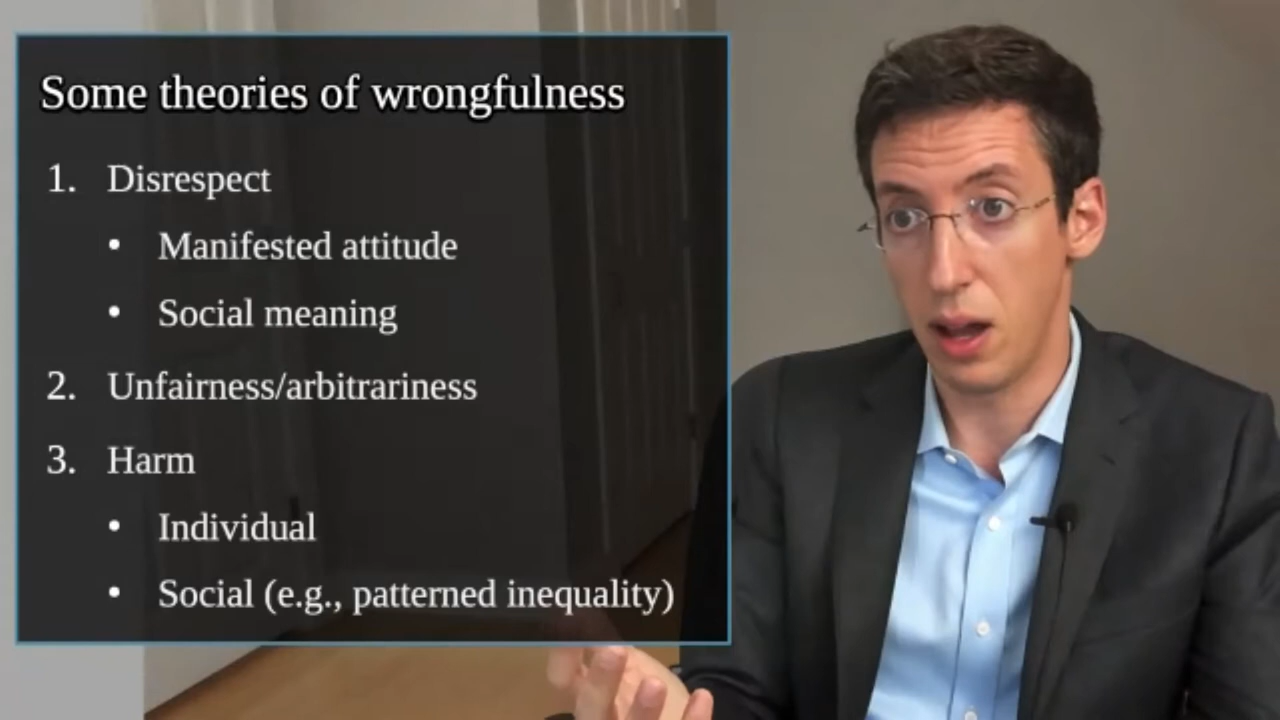 Some theories of wrongfulness
1. Disrespect
• Manifested attitude
• Social meaning
2. Unfairness/arbitrariness
3. Harm
• Individual
• Social (e.g., patterned inequality)